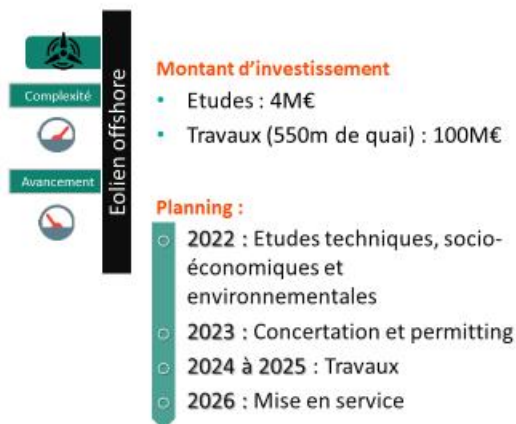 Complexité
Avancement
Eolien offshore
Montant d’investissement
• Etudes : 4M€
• Travaux (550m de quai) : 100M€
Planning :
2022 : Etudes techniques, socio-
économiques et
environnementales
2023 : Concertation et permitting
2024 à 2025 : Travaux
2026 : Mise en service